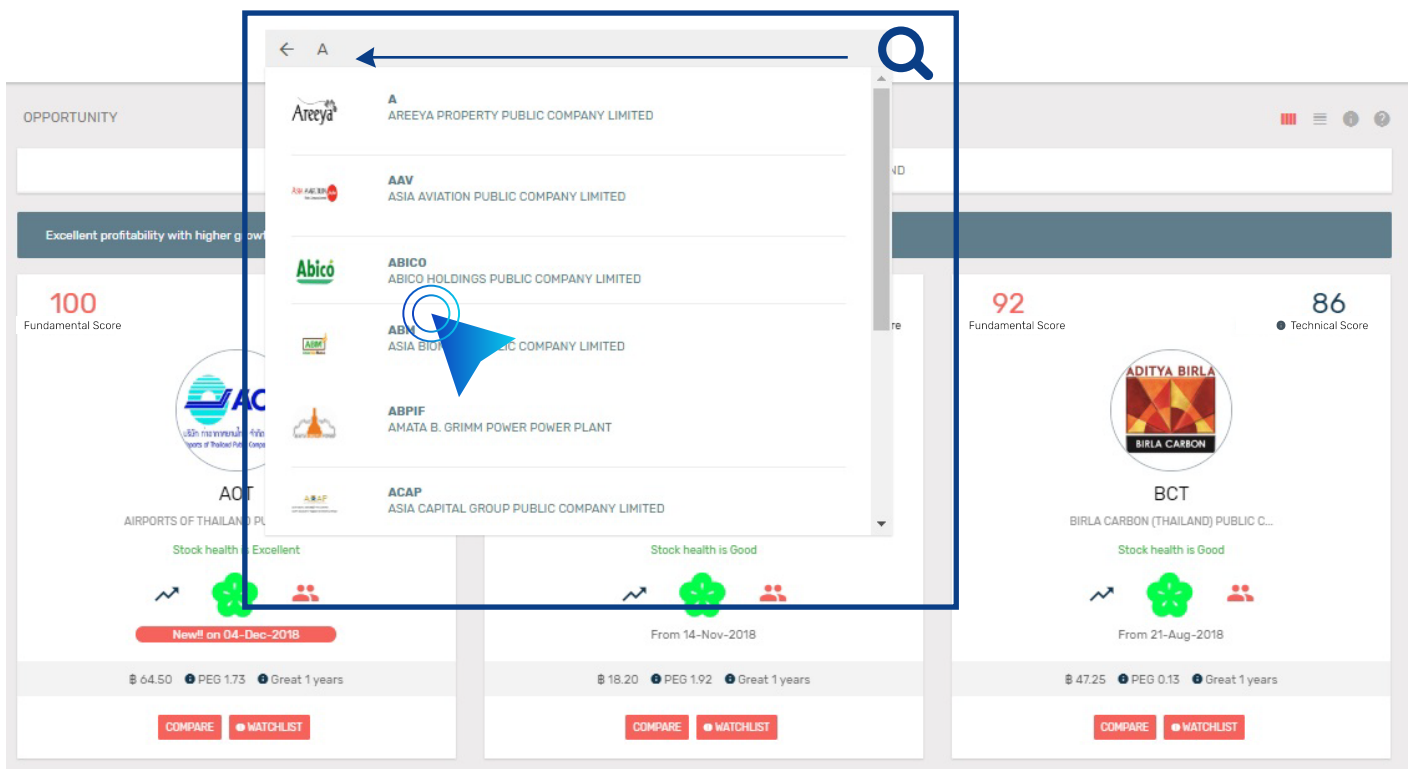 A
A
AREEYA PROPERTY PUBLIC COMPANY LIMITED
Areeya
OPPORTUNITY
AAV
ASIA AVIATION PUBLIC COMPANY LIMITED
ND
Excellent profitability with higher growt
Abico
ABICO
ABICO HOLDINGS PUBLIC COMPANY LIMITED
ABM
ABM
ASIA BIO C COMPANY LIMITED
ABPIF
AMATA B. GRIMM POWER POWER PLANT
ACAP
ASIA CAPITAL GROUP PUBLIC COMPANY LIMITED
100
Fundamental Score
AO
AOT
AIRPORTS OF THAILAND PU
Stock health is Excellent
New!! on 04-Dec-2018
฿ 64.50 PEG 1.73 Great 1 years
COMPARE WATCHLIST
re
Stock health is Good
From 14-Nov-2018
฿ 18.20 PEG 1.92 Great 1 years
COMPARE WATCHLIST
92
Fundamental Score
86
Technical Score
ADITYA BIRLA
BIRLA CARBON
BCT
BIRLA CARBON (THAILAND) PUBLIC C...
Stock health is Good
From 21-Aug-2018
฿ 47.25 PEG 0.13 Great 1 years
COMPARE WATCHLIST